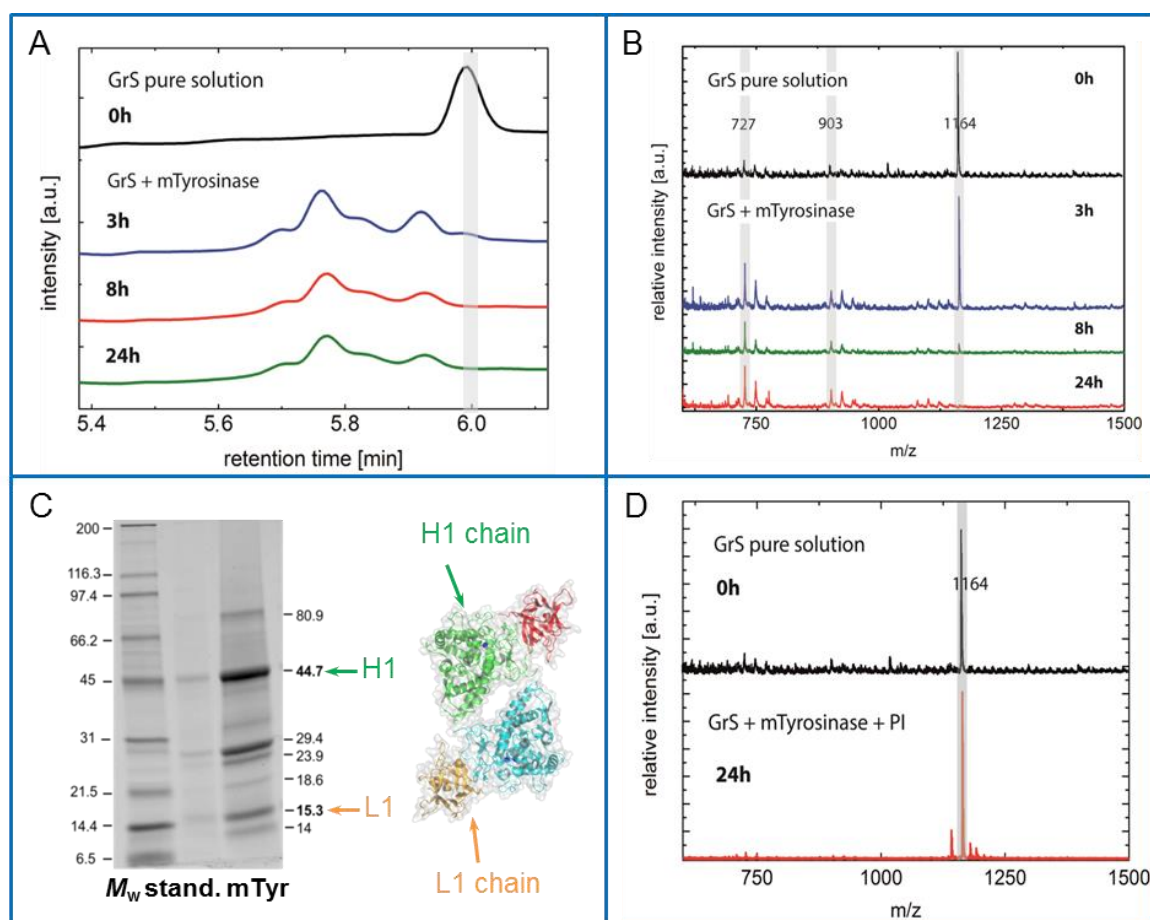 A
GrS pure solution
0h
GrS + mTyrosinase
3h
8h
24h
intensity [a.u.]
5.4 5.6 5.8 6.0
retention time [min]
B
GrS pure solution
0h
727 903 1164
GrS + mTyrosinase
3h
8h
24h
relative intensity [a.u.]
750 1000 1250 1500
m/z
C
200
116.3
97.4
66.2
45
31
21.5
14.4
6.5
80.9
44.7
29.4
23.9
18.6
15.3
14
H1
L1
Mw stand. mTyr
H1 chain
L1 chain
D
GrS pure solution
0h
1164
GrS + mTyrosinase + PI
24h
relative intensity [a.u.]
750 1000 1250 1500
m/z